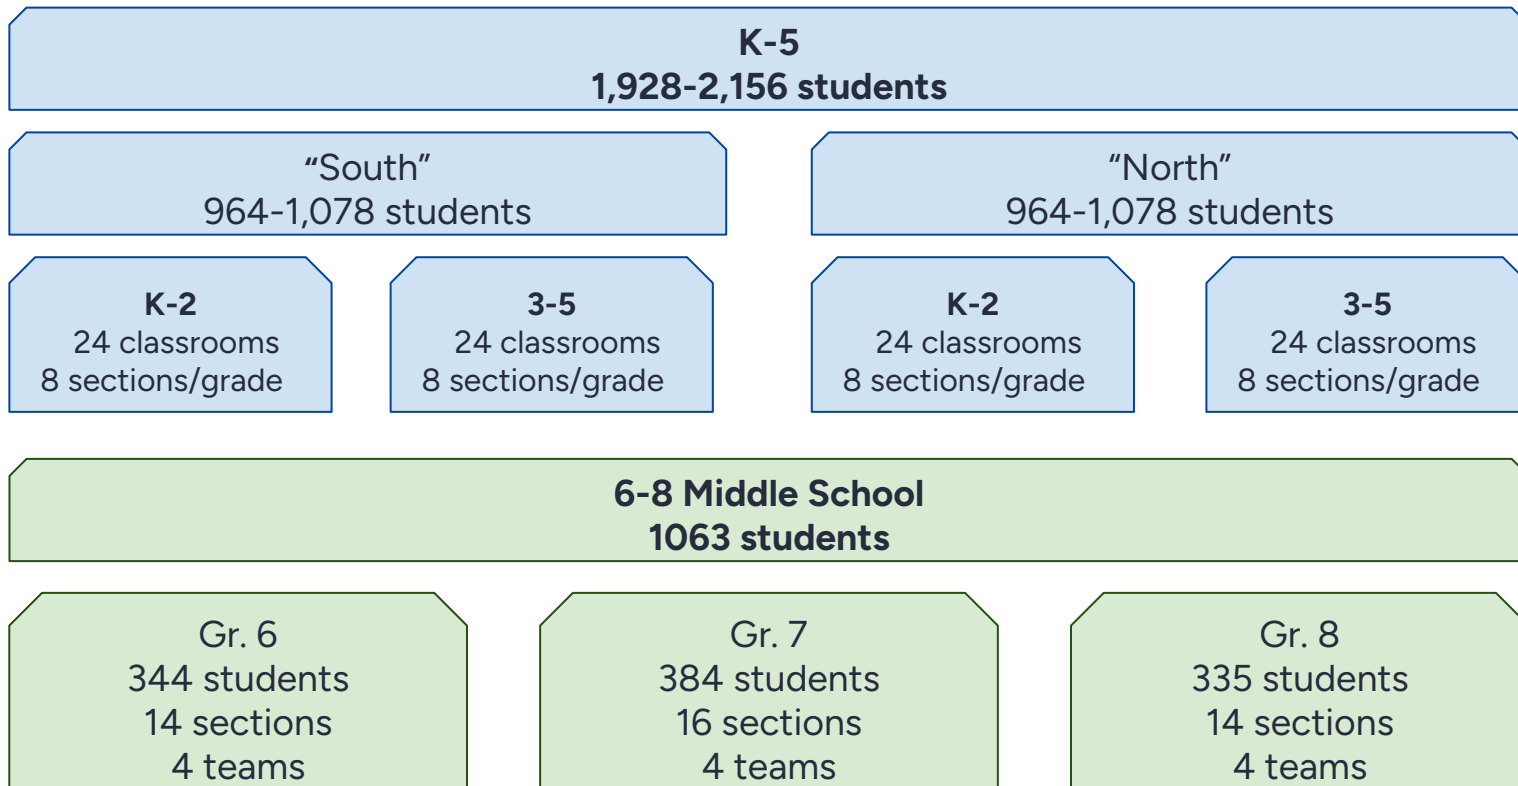 K-5
1,928-2,156 students
“South”
964-1,078 students
“North”
964-1,078 students
K-2
24 classrooms
8 sections/grade
3-5
24 classrooms
8 sections/grade
K-2
24 classrooms
8 sections/grade
3-5
24 classrooms
8 sections/grade
6-8 Middle School
1063 students
Gr. 6
344 students
14 sections
4 teams
Gr. 7
384 students
16 sections
4 teams
Gr. 8
335 students
14 sections
4 teams